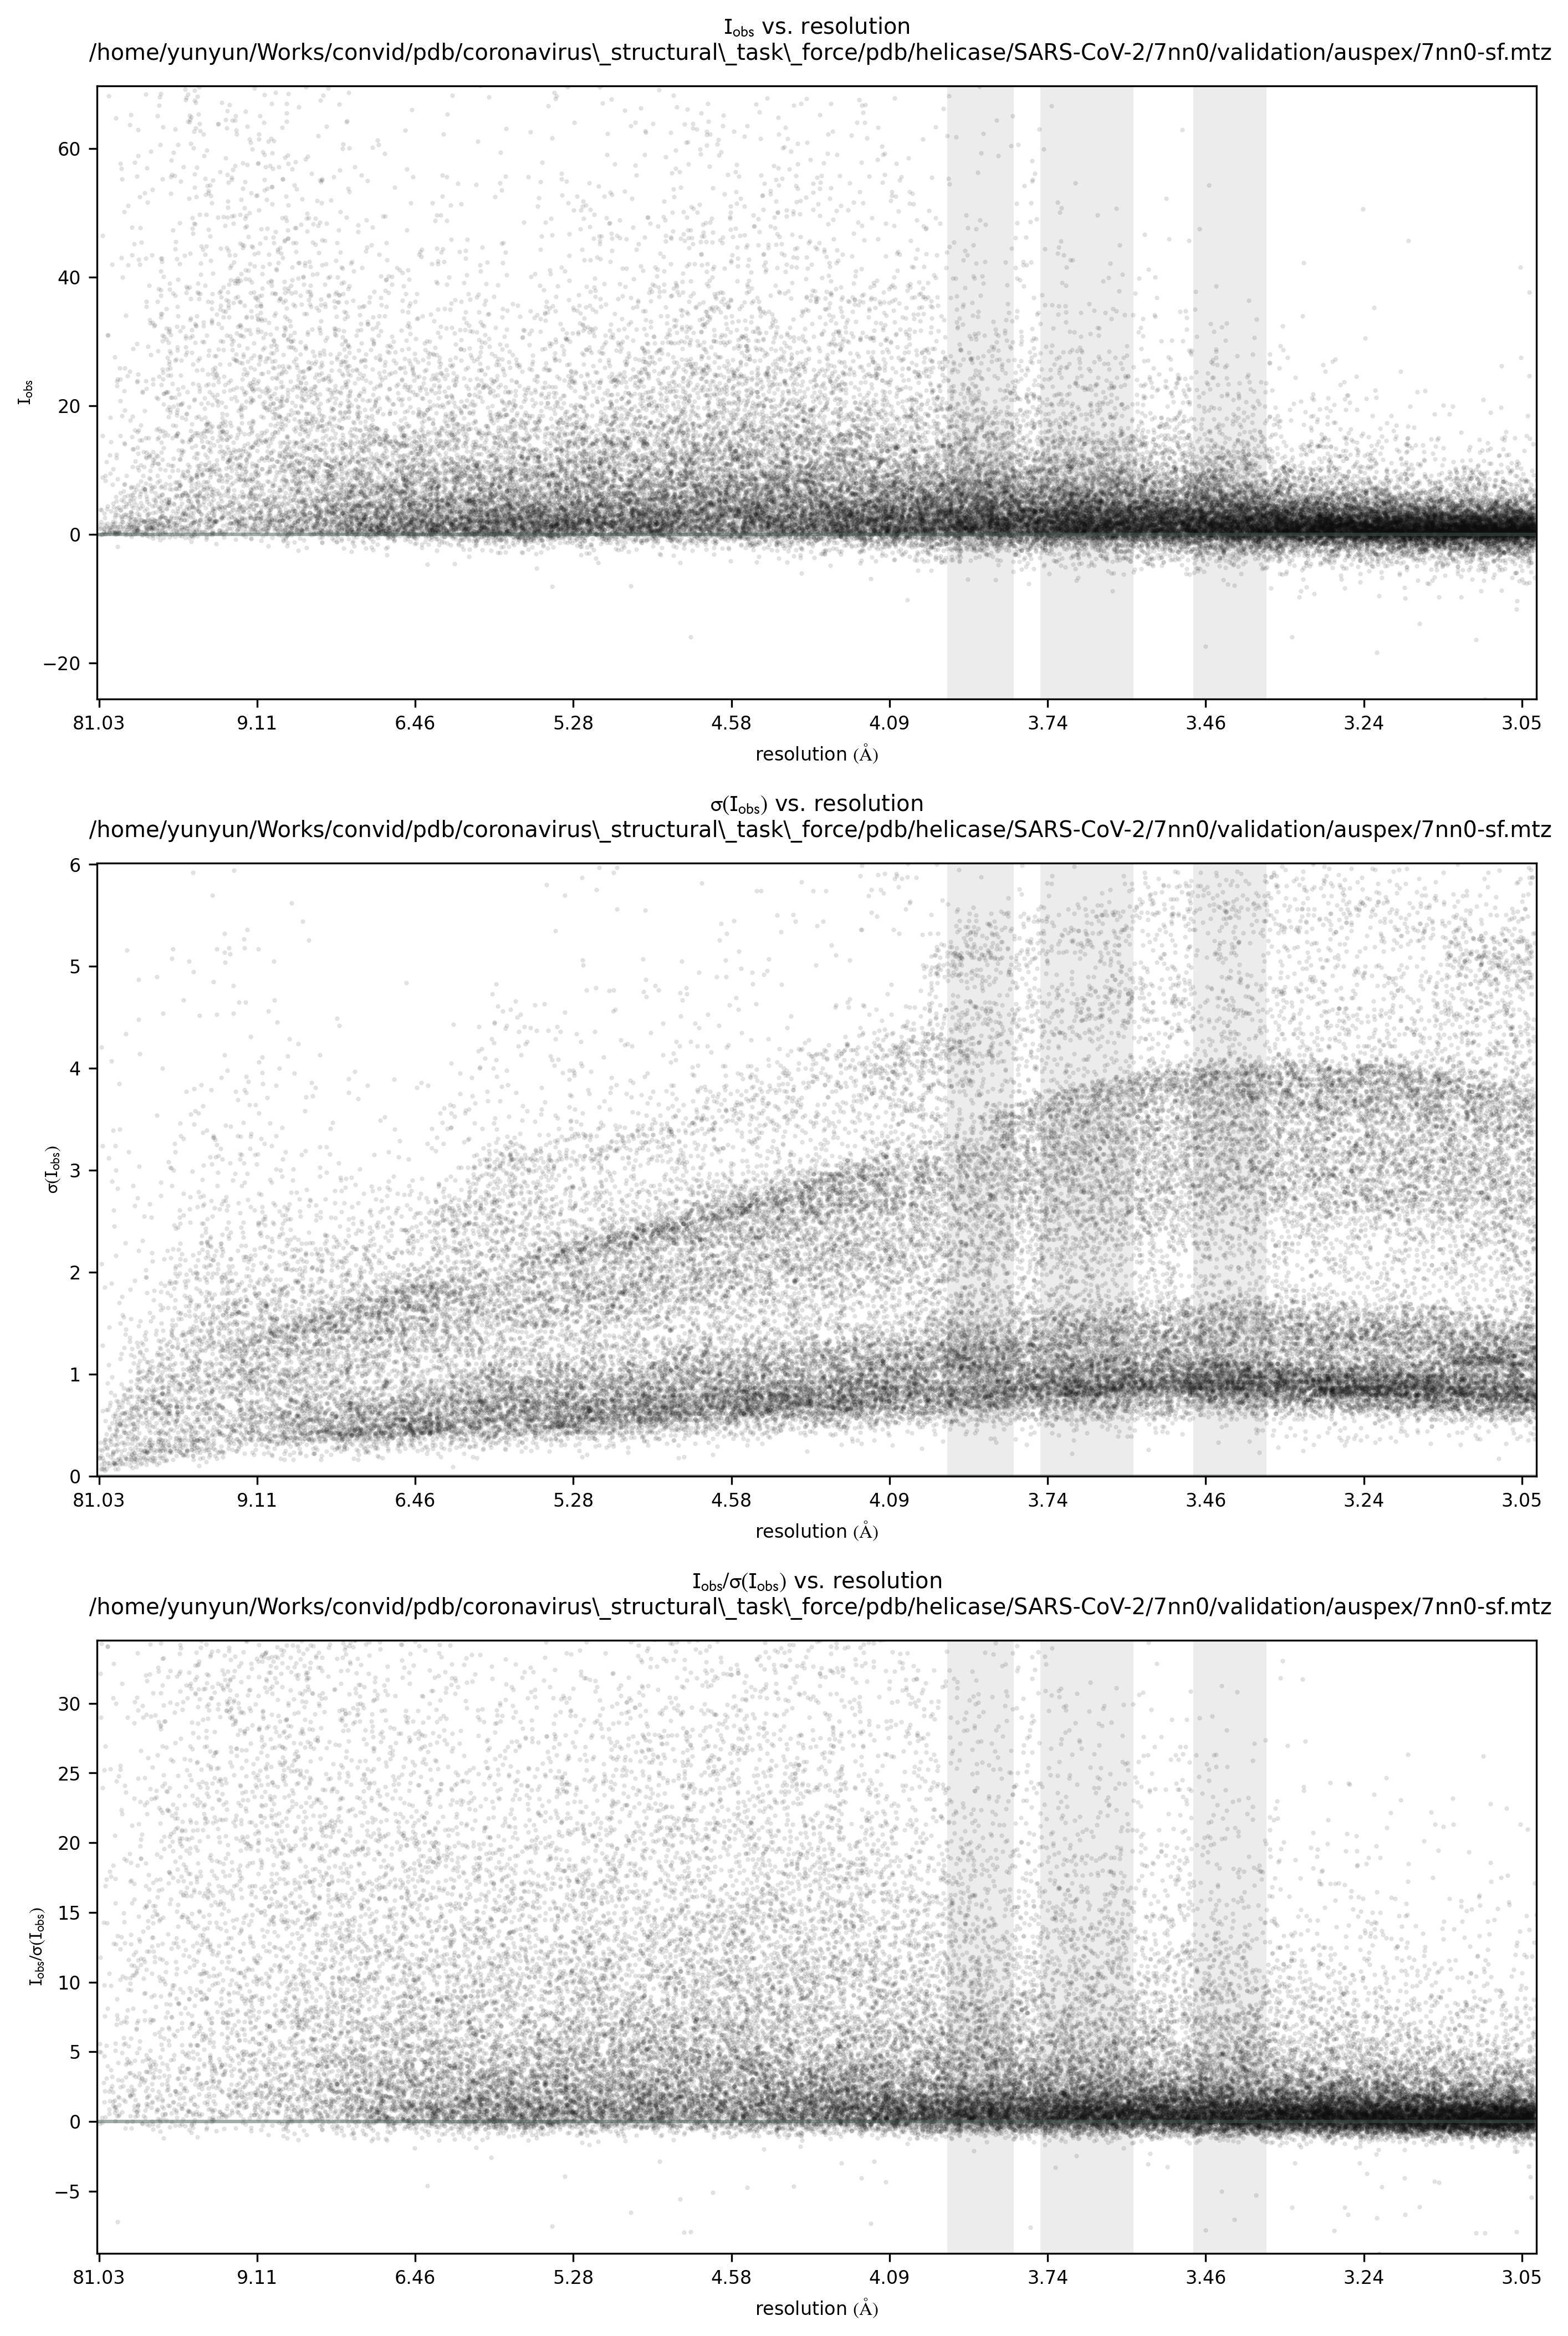 I_obs vs. resolution
/home/yunyun/Works/convid/pdb/coronavirus\_structural\_task\_force/pdb/helicase/SARS-CoV-2/7nn0/validation/auspex/7nn0-sf.mtz
60
40
20
0
−20
I_obs
81.03 9.11 6.46 5.28 4.58 4.09 3.74 3.46 3.24 3.05
resolution (Å)
σ(I_obs) vs. resolution
/home/yunyun/Works/convid/pdb/coronavirus\_structural\_task\_force/pdb/helicase/SARS-CoV-2/7nn0/validation/auspex/7nn0-sf.mtz
6
5
4
3
2
1
0
σ(I_obs)
81.03 9.11 6.46 5.28 4.58 4.09 3.74 3.46 3.24 3.05
resolution (Å)
I_obs/σ(I_obs) vs. resolution
/home/yunyun/Works/convid/pdb/coronavirus\_structural\_task\_force/pdb/helicase/SARS-CoV-2/7nn0/validation/auspex/7nn0-sf.mtz
30
25
20
15
10
5
0
−5
I_obs/σ(I_obs)
81.03 9.11 6.46 5.28 4.58 4.09 3.74 3.46 3.24 3.05
resolution (Å)